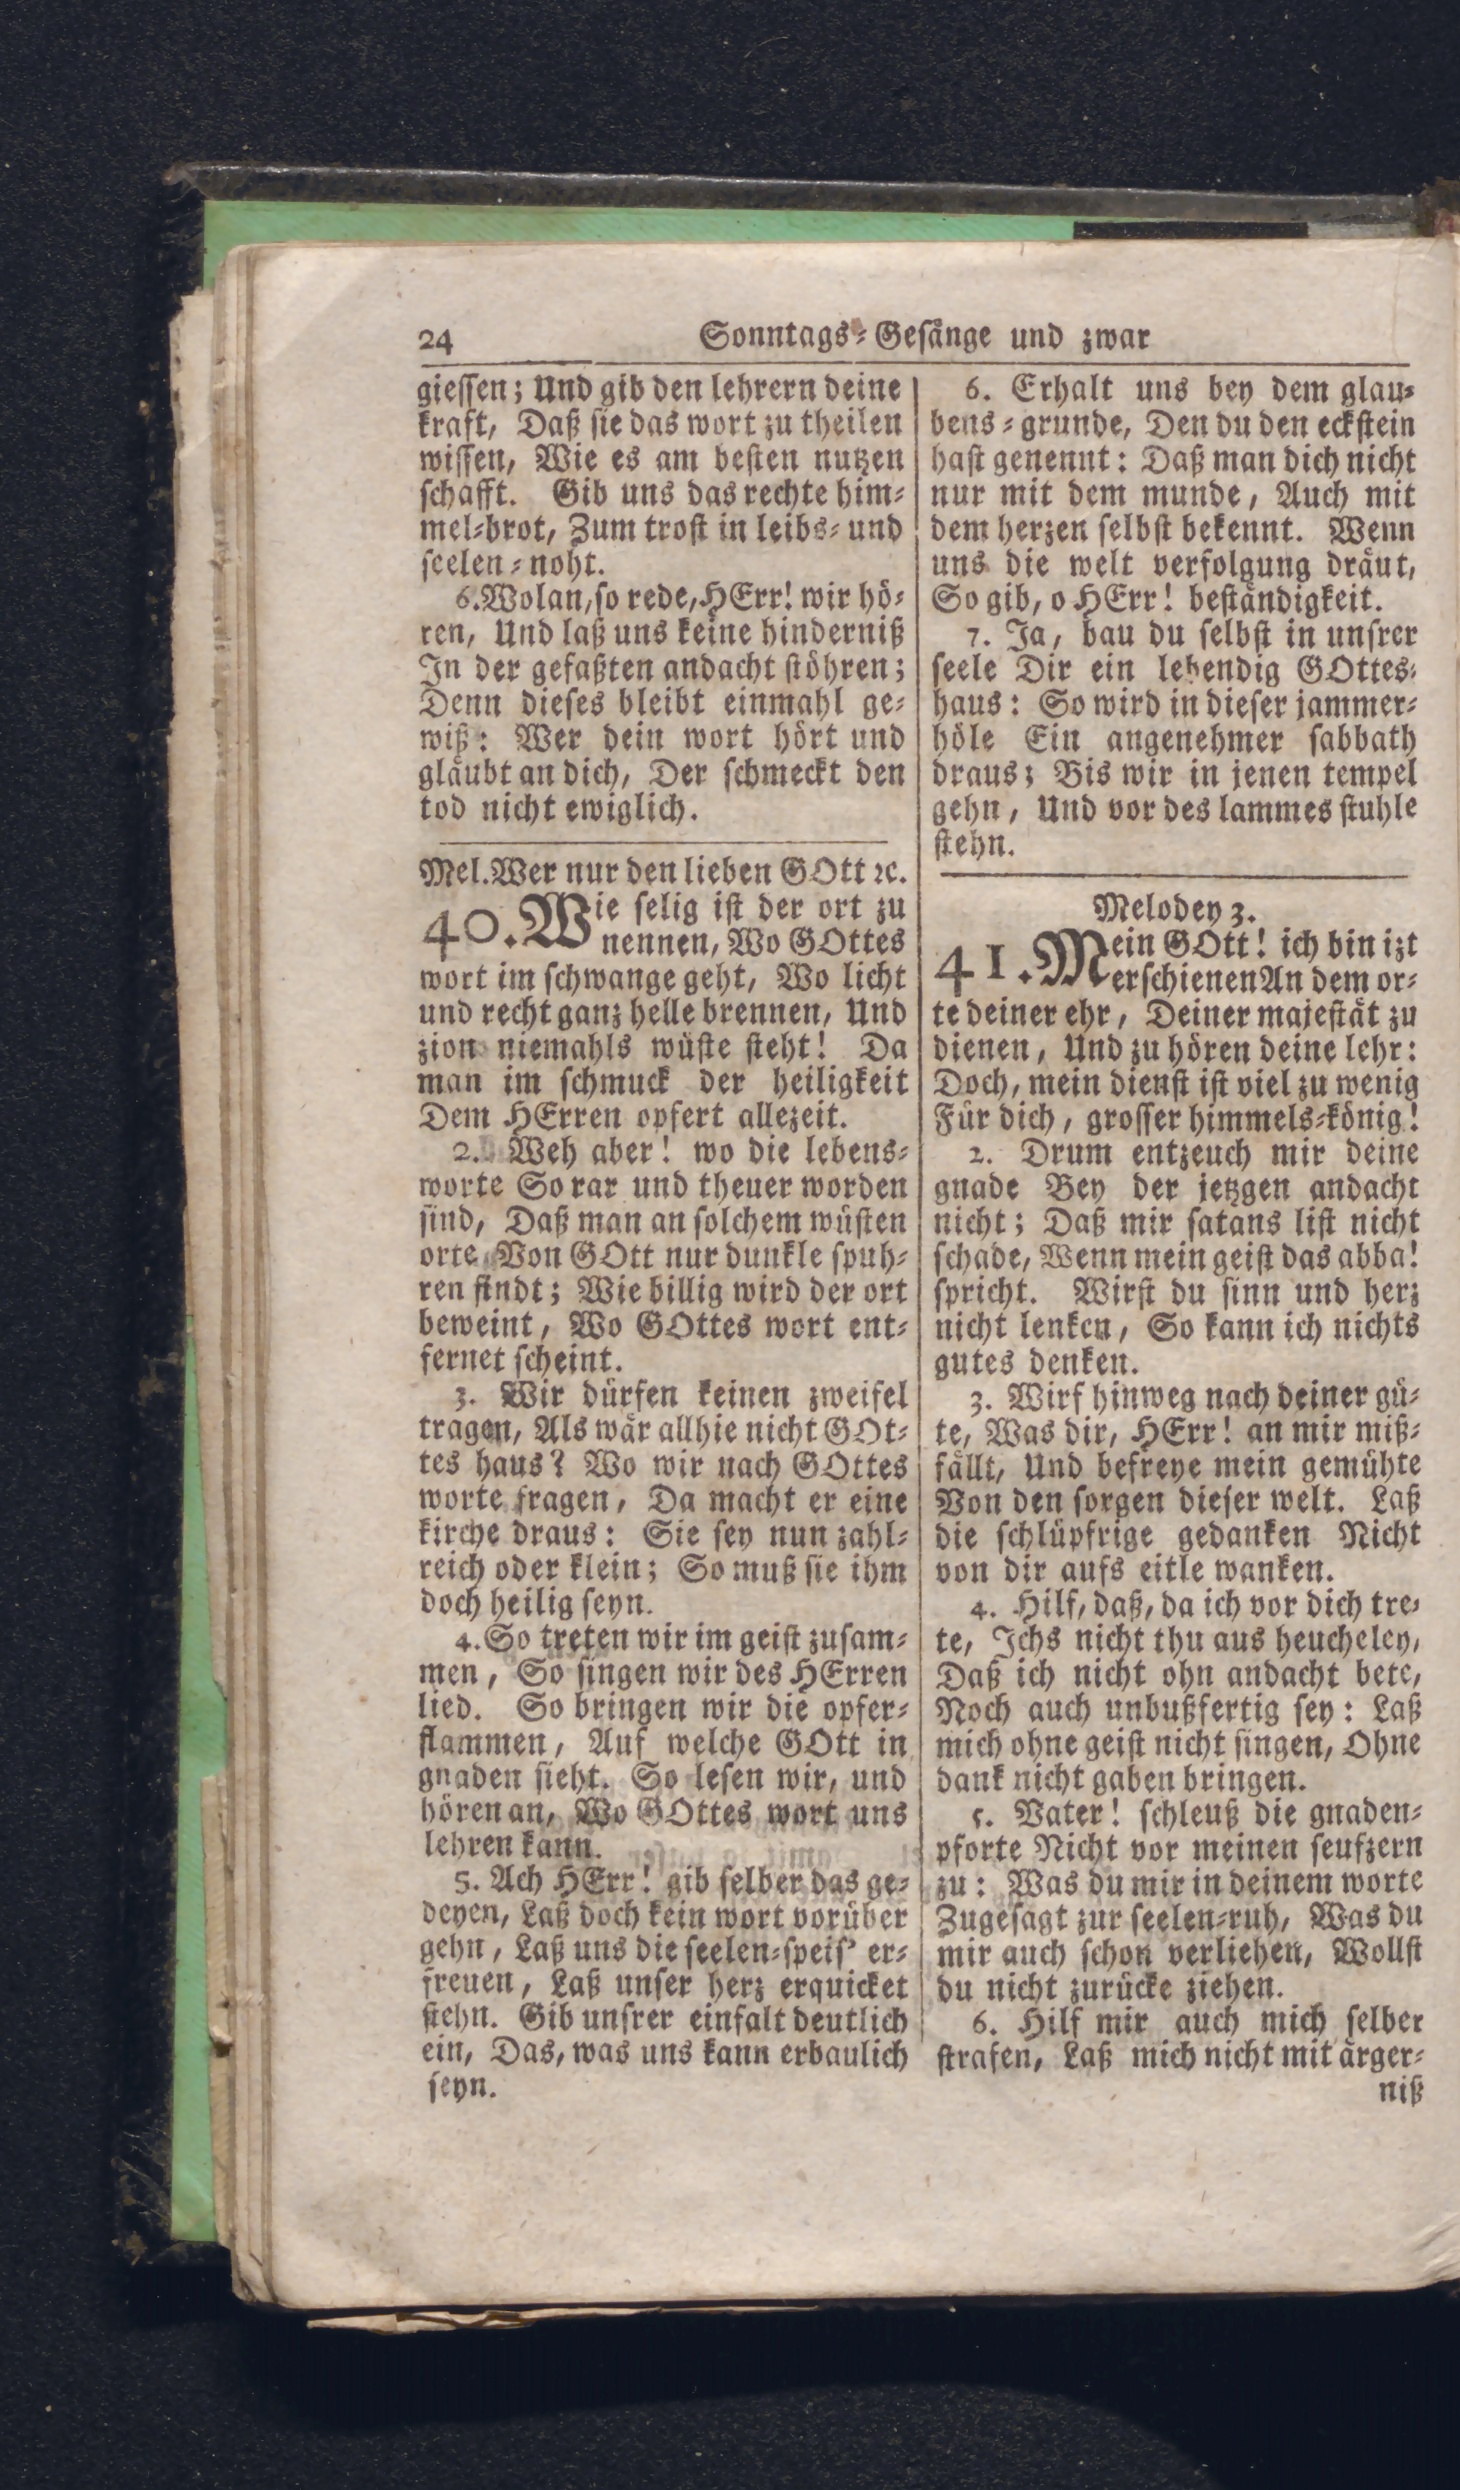 24 Sonntags-Gesänge und zwar
giessen; Und gib den lehrern deine
kraft, Daß sie das wort zu theilen
wissen, Wie es am besten nutzen
schafft. Gib uns das rechte him-
mel-brot, Zum trost in leibs- und
seelen-noht.
6. Wolan, so rede, HErr! wir hö-
ren, Und laß uns keine hinderniß
In der gefaßten andacht stöhren;
Denn dieses bleibt einmahl ge-
wiß: Wer dein wort hört und
gläubt an dich, Der schmeckt den
tod nicht ewiglich.
Mel. Wer nur den lieben GOtt ꝛc.
40. Wie selig ist der ort zu
nennen, Wo GOttes
wort im schwange geht, Wo licht
und recht ganz helle brennen, Und
zion niemahls wüste steht! Da
man im schmuck der heiligkeit
Dem HErren opfert allezeit.
2. Weh aber! wo die lebens-
worte So rar und theuer worden
sind, Daß man an solchem wüsten
orte Von GOtt nur dunkle spuh-
ren findt; Wie billig wird der ort
beweint, Wo GOttes wort ent-
fernet scheint.
3. Wir dürfen keinen zweifel
tragen, Als wär allhie nicht GOt-
tes haus? Wo wir nach GOttes
worte fragen, Da macht er eine
kirche draus: Sie sey nun zahl-
reich oder klein; So muß sie ihm
doch heilig seyn.
4. So treten wir im geist zusam-
men, So singen wir des HErren
lied. So bringen wir die opfer-
flammen, Auf welche GOtt in
gnaden sieht. So lesen wir, und
hören an, Wo GOttes wort uns
lehren kann.
5. Ach HErr! gib selber das ge-
deyen, Laß doch kein wort vorüber
gehn, Laß uns die seelen-speis' er-
freuen, Laß unser herz erquicket
stehn. Gib unsrer einfalt deutlich
ein, Das, was uns kann erbaulich
seyn.
6. Erhalt uns bey dem glau-
bens-grunde, Den du den eckstein
hast genennt: Daß man dich nicht
nur mit dem munde, Auch mit
dem herzen selbst bekennt. Wenn
uns die welt verfolgung dräut,
So gib, o HErr! beständigkeit.
7. Ja, bau du selbst in unsrer
seele Dir ein lebendig GOttes-
haus: So wird in dieser jammer-
höle Ein angenehmer sabbath
draus; Bis wir in jenen tempel
gehn, Und vor des lammes stuhle
stehn.
Melodey 3.
41. Mein GOtt! ich bin izt
erschienen An dem or-
te deiner ehr, Deiner majestät zu
dienen, Und zu hören deine lehr:
Doch, mein dienst ist viel zu wenig
Für dich, grosser himmels-könig!
2. Drum entzeuch mir deine
gnade Bey der jetzgen andacht
nicht; Daß mir satans list nicht
schade, Wenn mein geist das abba!
spricht. Wirst du sinn und herz
nicht lenken, So kann ich nichts
gutes denken.
3. Wirf hinweg nach deiner gü-
te, Was dir, HErr! an mir miß-
fällt, Und befreye mein gemühte
Von den sorgen dieser welt. Laß
die schlüpfrige gedanken Nicht
von dir aufs eitle wanken.
4. Hilf, daß, da ich vor dich tre-
te, Ichs nicht thu aus heucheley,
Daß ich nicht ohn andacht bete,
Noch auch unbußfertig sey: Laß
mich ohne geist nicht singen, Ohne
dank nicht gaben bringen.
5. Vater! schleuß die gnaden-
pforte Nicht vor meinen seufzern
zu: Was du mir in deinem worte
Zugesagt zur seelen-ruh, Was du
mir auch schon verliehen, Wollst
du nicht zurücke ziehen.
6. Hilf mir auch mich selber
strafen, Laß mich nicht mit ärger-
niß